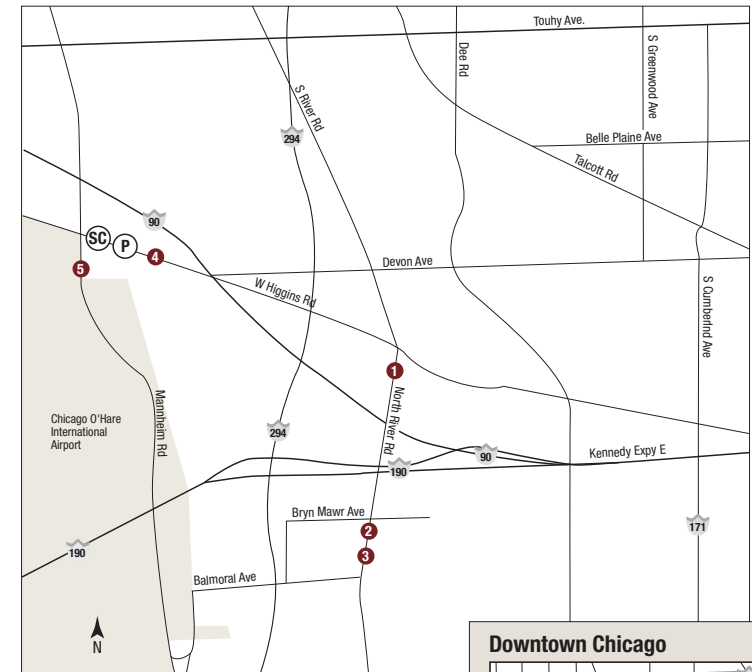 Touhy Ave.
Dee Rd
S Greenwood Ave
S River Rd
294
Belle Plaine Ave
Talcott Rd
90
SC
P
4
5
Devon Ave
W Higgins Rd
S Cumberlnd Ave
1
North River Rd
Mannheim Rd
Chicago O'Hare
International
Airport
294
90
Kennedy Expy E
190
Bryn Mawr Ave
2
171
3
190
Balmoral Ave
N
Downtown Chicago